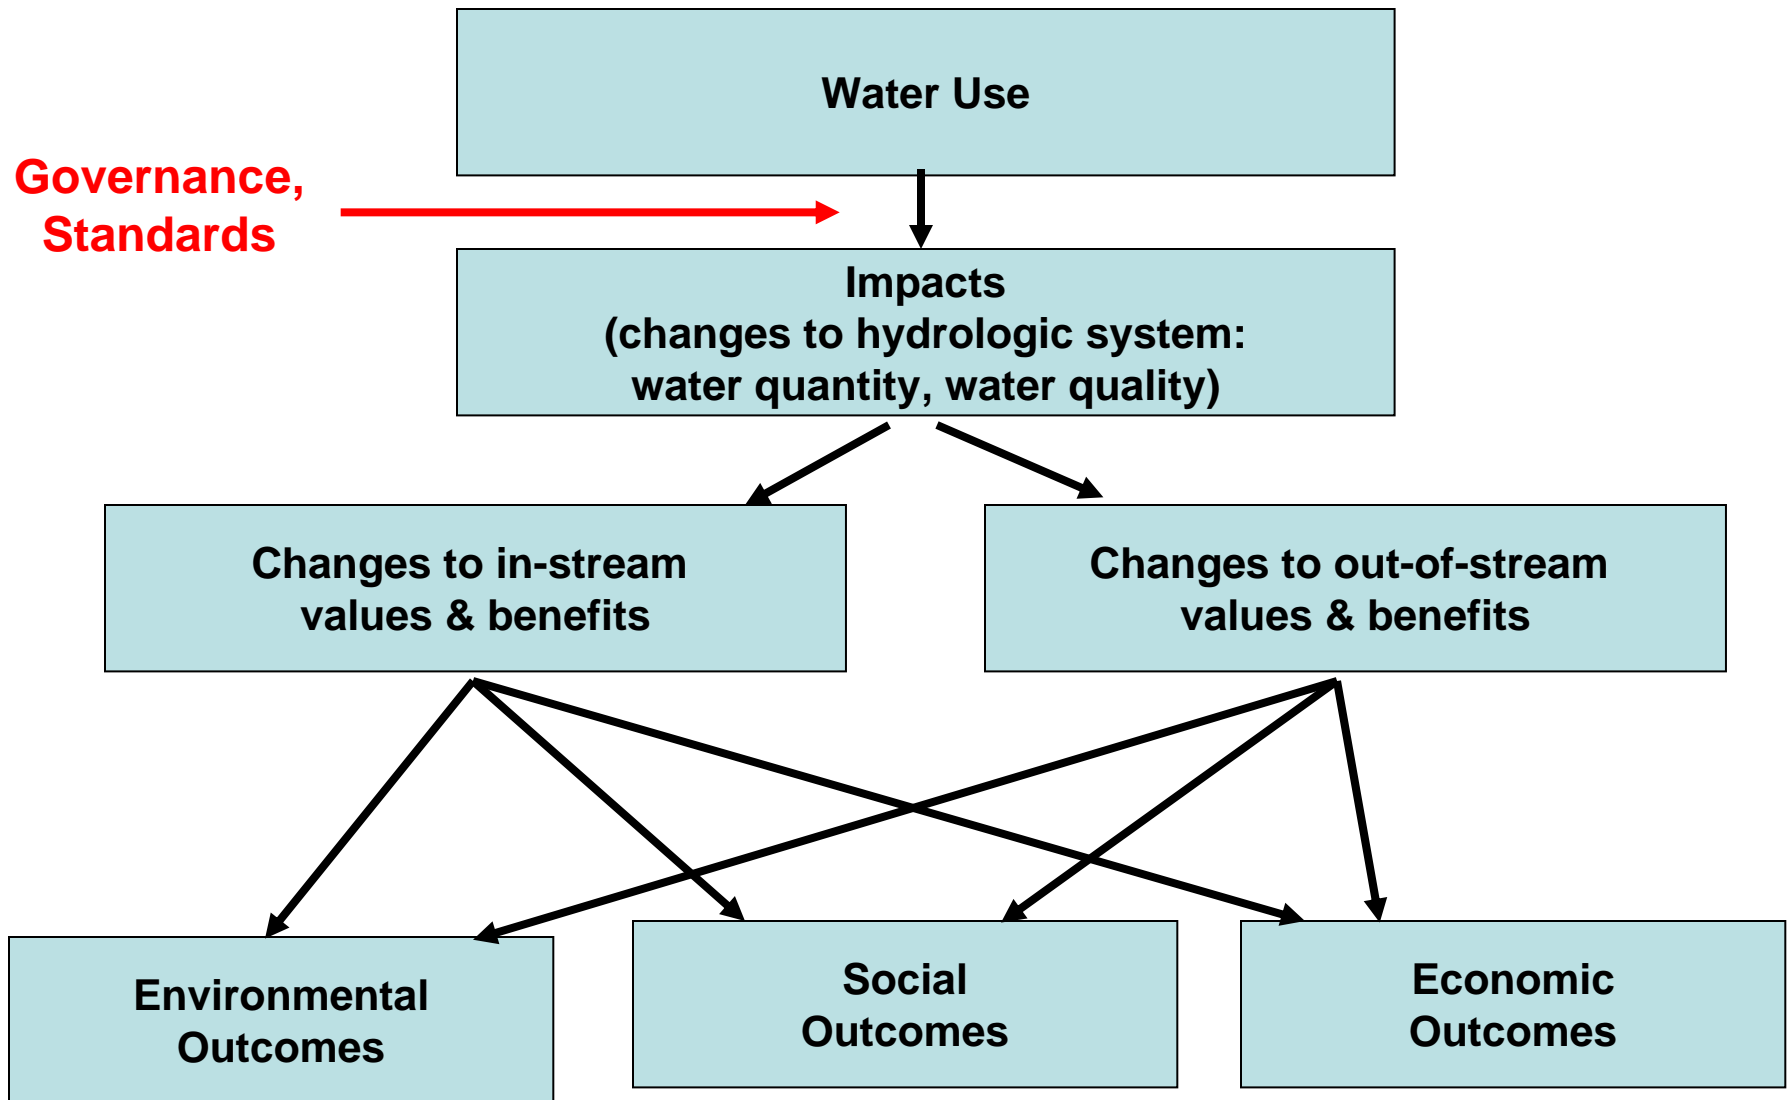 Water Use
Governance,
Standards
Impacts
(changes to hydrologic system:
water quantity, water quality)
Changes to in-stream
values & benefits
Changes to out-of-stream
values & benefits
Environmental
Outcomes
Social
Outcomes
Economic
Outcomes